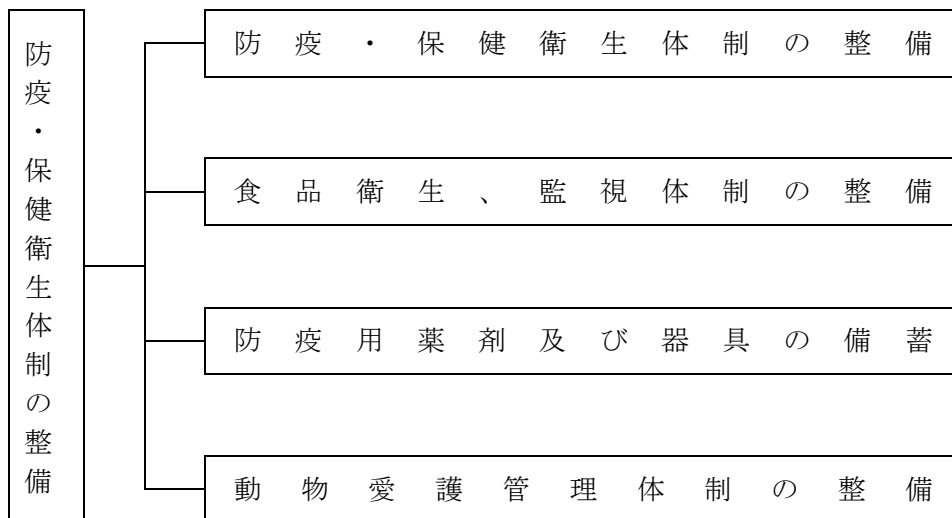 防疫・保健衛生体制の整備
防疫・保健衛生体制の整備
食品衛生、監視体制の整備
防疫用薬剤及び器具の備蓄
動物愛護管理体制の整備